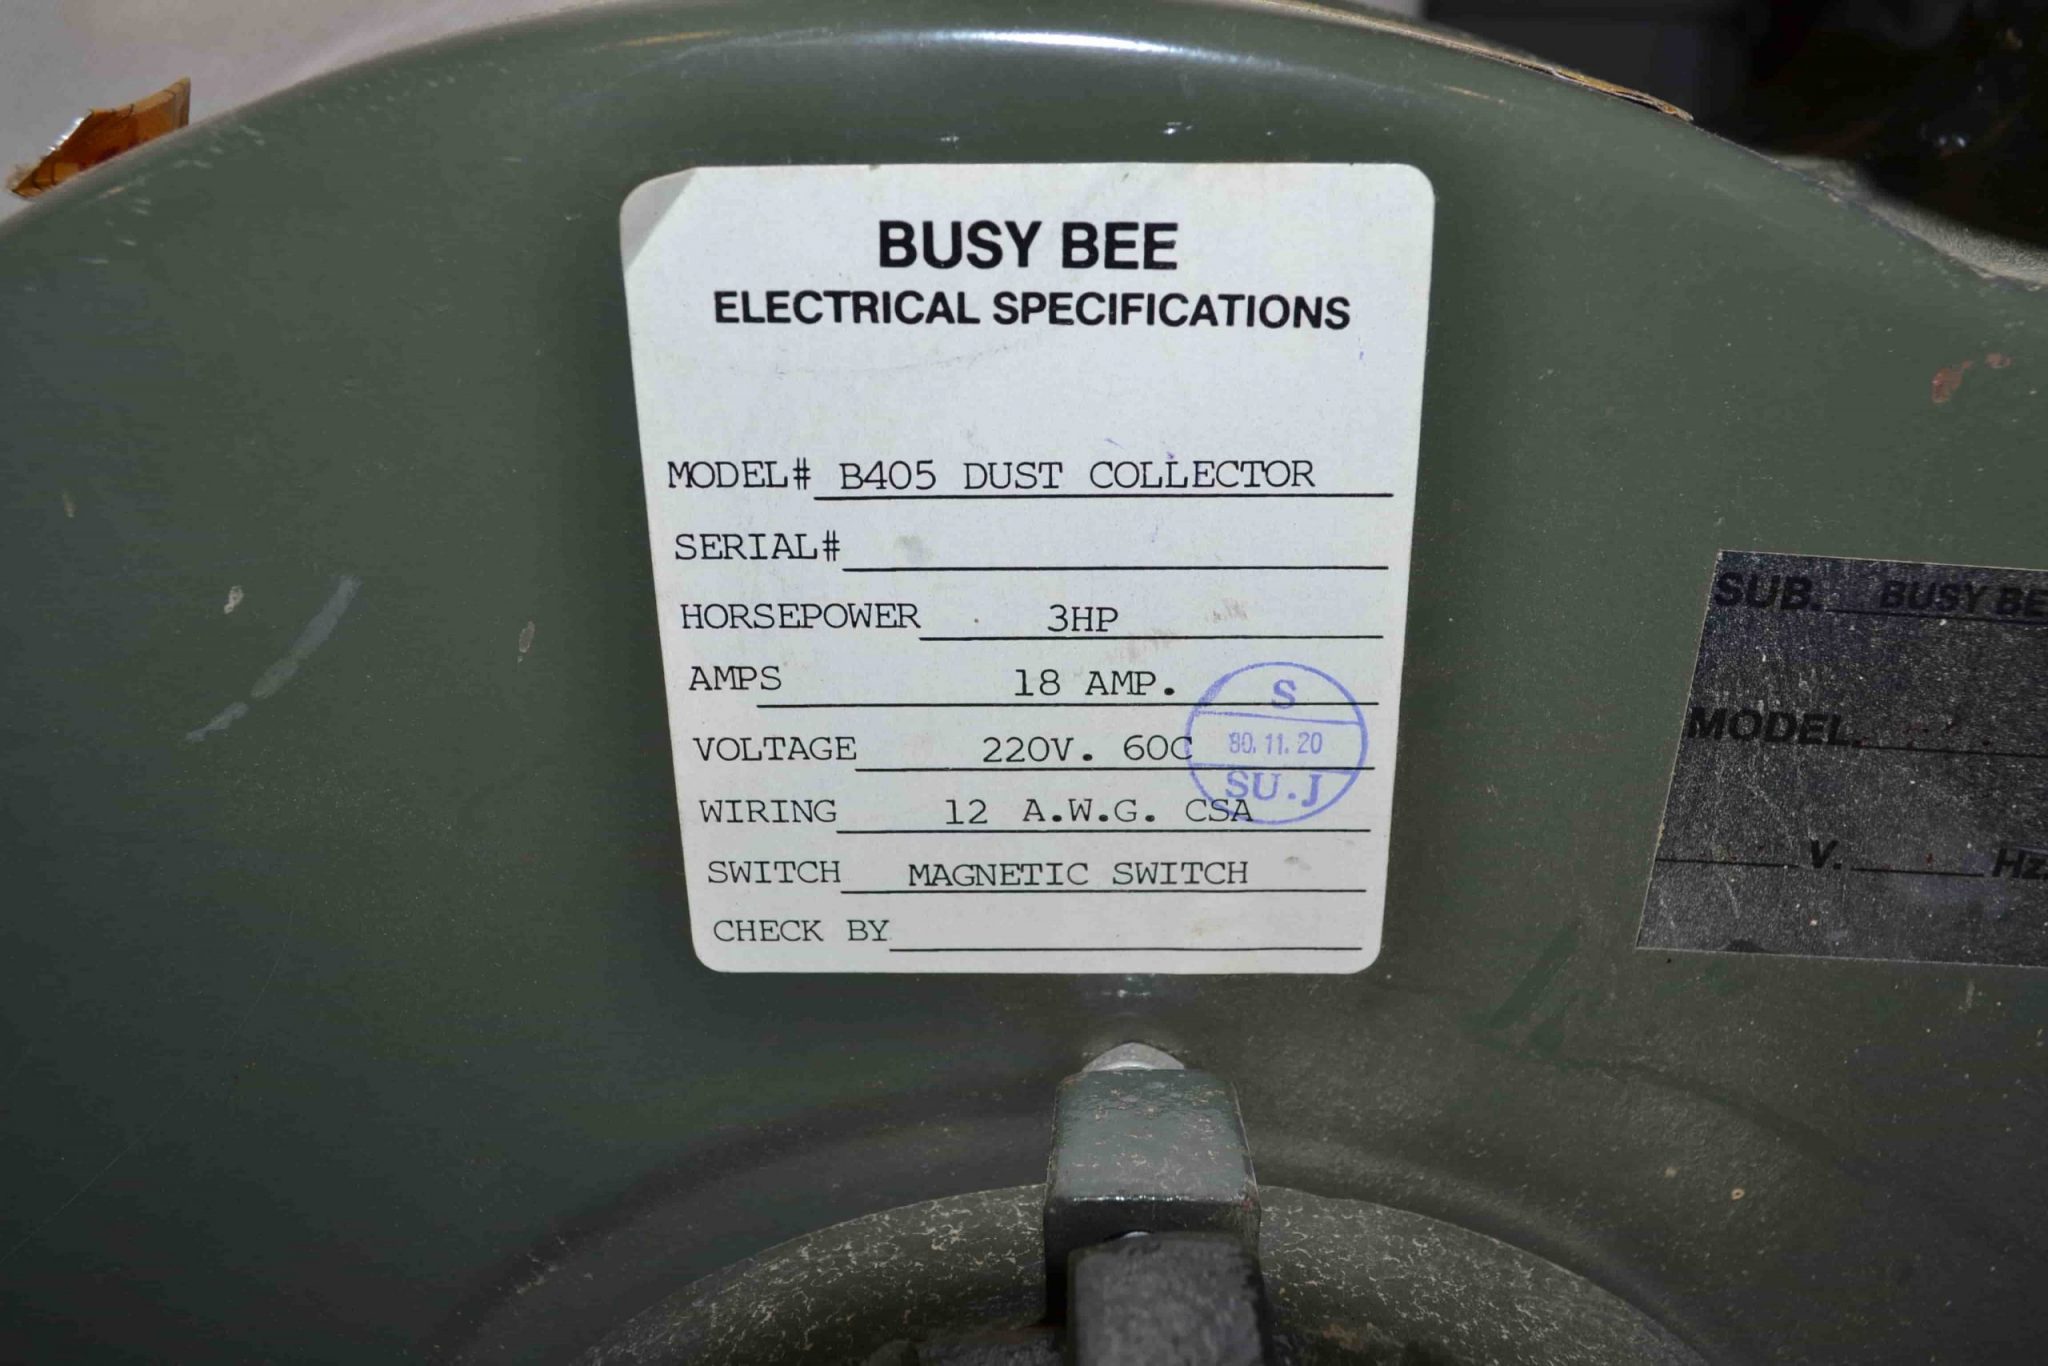 BUSY BEE
ELECTRICAL SPECIFICATIONS
MODEL# B405 DUST COLLECTOR
SERIAL#
HORSEPOWER 3HP
AMPS 18 AMP.
VOLTAGE 220V. 60C
WIRING 12 A.W.G. CSA
SWITCH MAGNETIC SWITCH
CHECK BY
S
80.11.20
SU.J
SUB. BUSY BE
MODEL.
V. Hz.